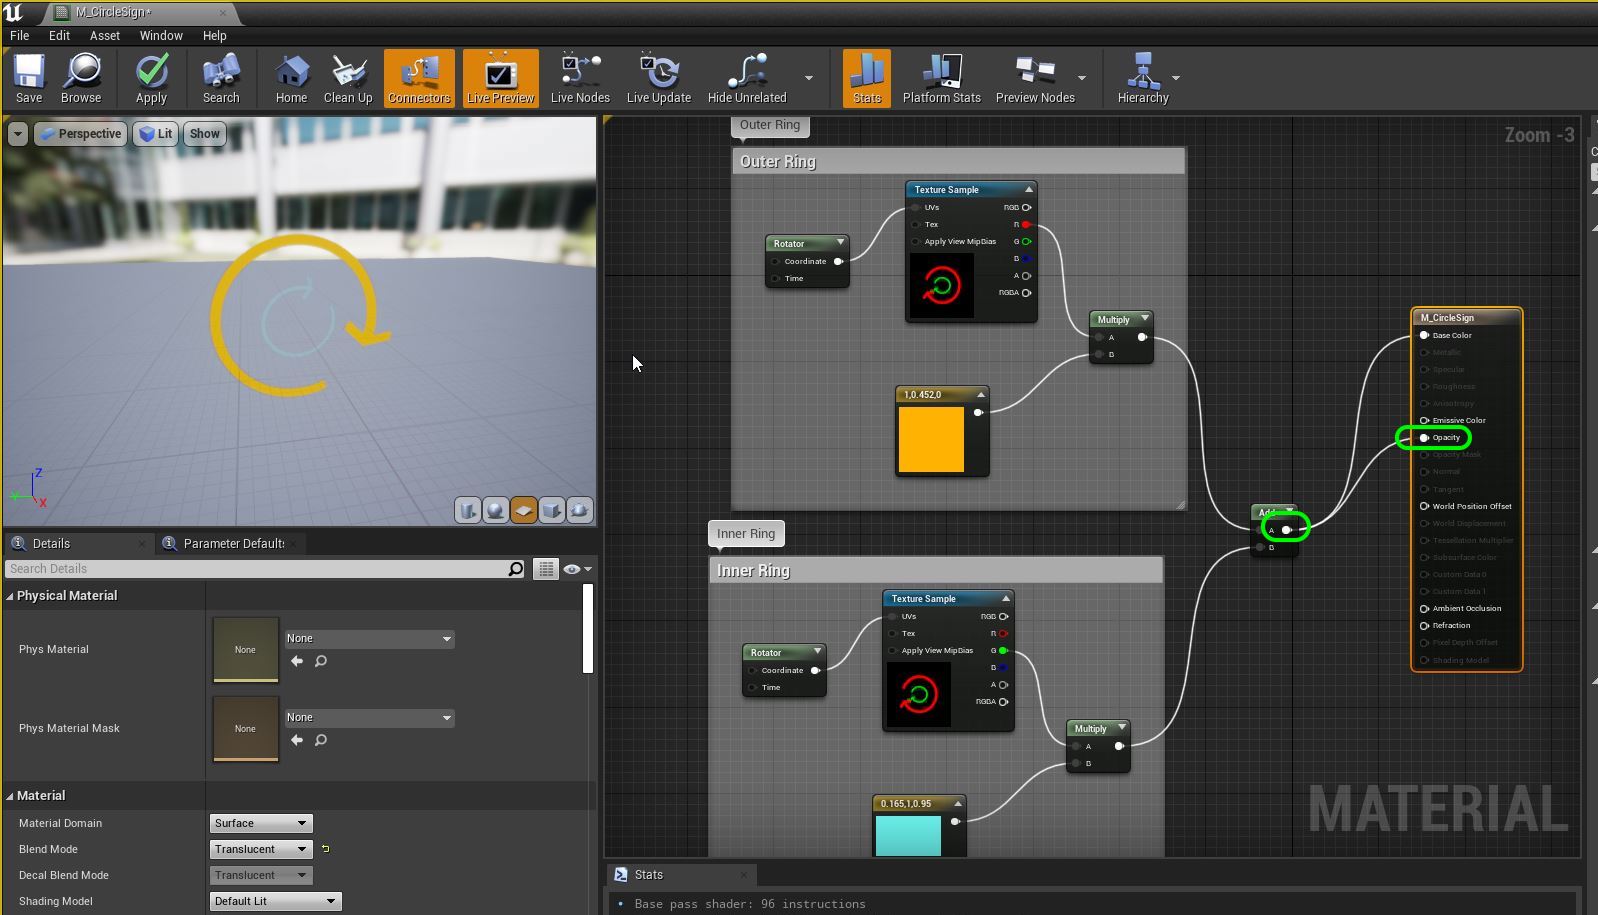 M_CircleSign*
File Edit Asset Window Help
Save Browse Apply Search Home Clean Up Connectors Live Preview Live Nodes Live Update Hide Unrelated Stats Platform Stats Preview Nodes Hierarchy
Perspective Lit Show
Z
Y
X
Outer Ring
Zoom -3
Outer Ring
Texture Sample
UVs RGB
Tex R
Apply View MipBias G
B
A
RGBA
Rotator
Coordinate
Time
Multiply
A
B
1,0.452,0
M_CircleSign
Base Color
Metallic
Specular
Roughness
Anisotropy
Emissive Color
Opacity
Opacity Mask
Normal
Tangent
World Position Offset
World Displacement
Tessellation Multiplier
Subsurface Color
Custom Data 0
Custom Data 1
Ambient Occlusion
Refraction
Pixel Depth Offset
Shading Model
Add
A
B
Inner Ring
Inner Ring
Texture Sample
UVs RGB
Tex R
Apply View MipBias G
B
A
RGBA
Rotator
Coordinate
Time
Multiply
A
B
0.165,1,0.95
MATERIAL
Details Parameter Defaults
Search Details
Physical Material
Phys Material None None
Phys Material Mask None None
Material
Material Domain Surface
Blend Mode Translucent
Decal Blend Mode Translucent
Shading Model Default Lit
Stats
• Base pass shader: 96 instructions